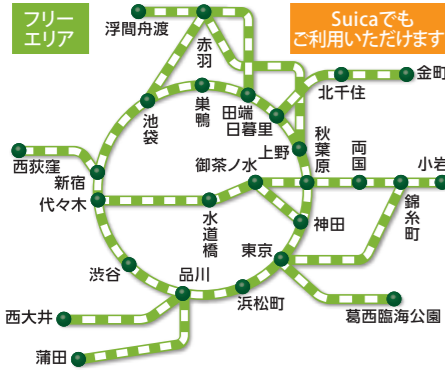 フリー
エリア
Suicaでも
ご利用いただけます
浮間舟渡
赤羽
金町
北千住
巣鴨
田端
日暮里
池袋
上野
秋葉原
両国
小岩
御茶ノ水
西荻窪
新宿
代々木
水道橋
神田
錦糸町
東京
渋谷
品川
浜松町
葛西臨海公園
西大井
蒲田